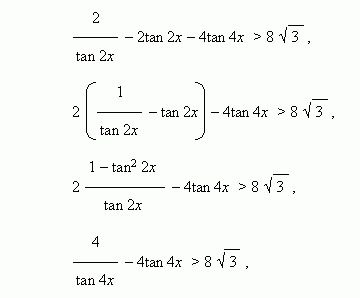 2/tan 2x − 2tan 2x − 4tan 4x > 8 √3 ,
2 (1/tan 2x − tan 2x) − 4tan 4x > 8 √3 ,
2 (1 − tan² 2x)/tan 2x − 4tan 4x > 8 √3 ,
4/tan 4x − 4tan 4x > 8 √3 ,